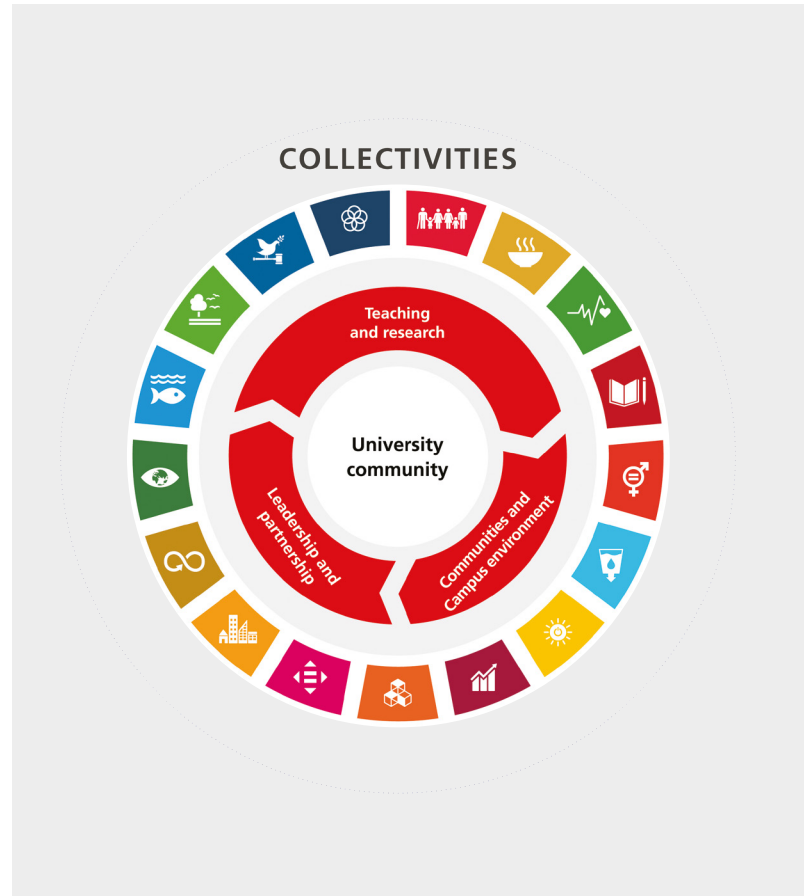 COLLECTIVITIES
Teaching
and research
University
community
Leadership and
partnership
Communities and
Campus environment